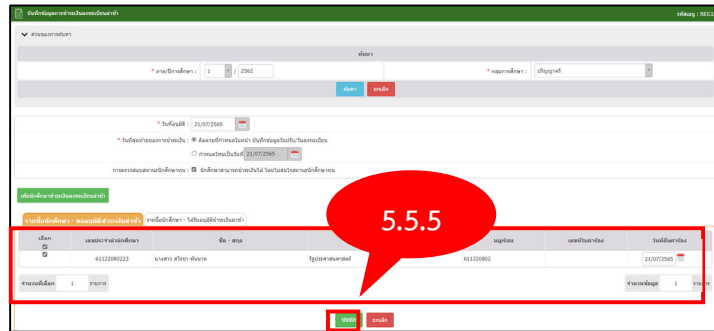 บันทึกข้อมูลการชำระเงินลงทะเบียนล่าช้า
รหัสเมนู : REG3
ส่วนของการค้นหา
ค้นหา
* ภาค/ปีการศึกษา : 1 / 2562 * กลุ่มการศึกษา : ปริญญาตรี
ค้นหา ยกเลิก
* วันที่อนุมัติ : 21/07/2565
* วันที่สุดท้ายของการชำระเงิน : คิดตามที่กำหนดในหน้า บันทึกข้อมูลวันปรับ/วันลงทะเบียน
กำหนดใหม่เป็นวันที่ 21/07/2565
การตรวจสอบสถานะนักศึกษาทุน : นักศึกษาสามารถชำระเงินได้ โดยไม่สนใจสถานะนักศึกษาทุน
เพิ่มนักศึกษาชำระเงินลงทะเบียนล่าช้า
รายชื่อนักศึกษา - ขออนุมัติชำระเงินล่าช้า รายชื่อนักศึกษา - ได้รับอนุมัติชำระเงินล่าช้า
5.5.5
เลือก เลขประจำตัวนักศึกษา ชื่อ - สกุล หมู่เรียน เลขที่ใบคำร้อง วันที่ยื่นคำร้อง
61122080223 นางสาว พันนาค รัฐประศาสนศาสตร์ 611220802 21/07/2565
จำนวนที่เลือก 1 รายการ จำนวนข้อมูล 1 รายการ
บันทึก ยกเลิก